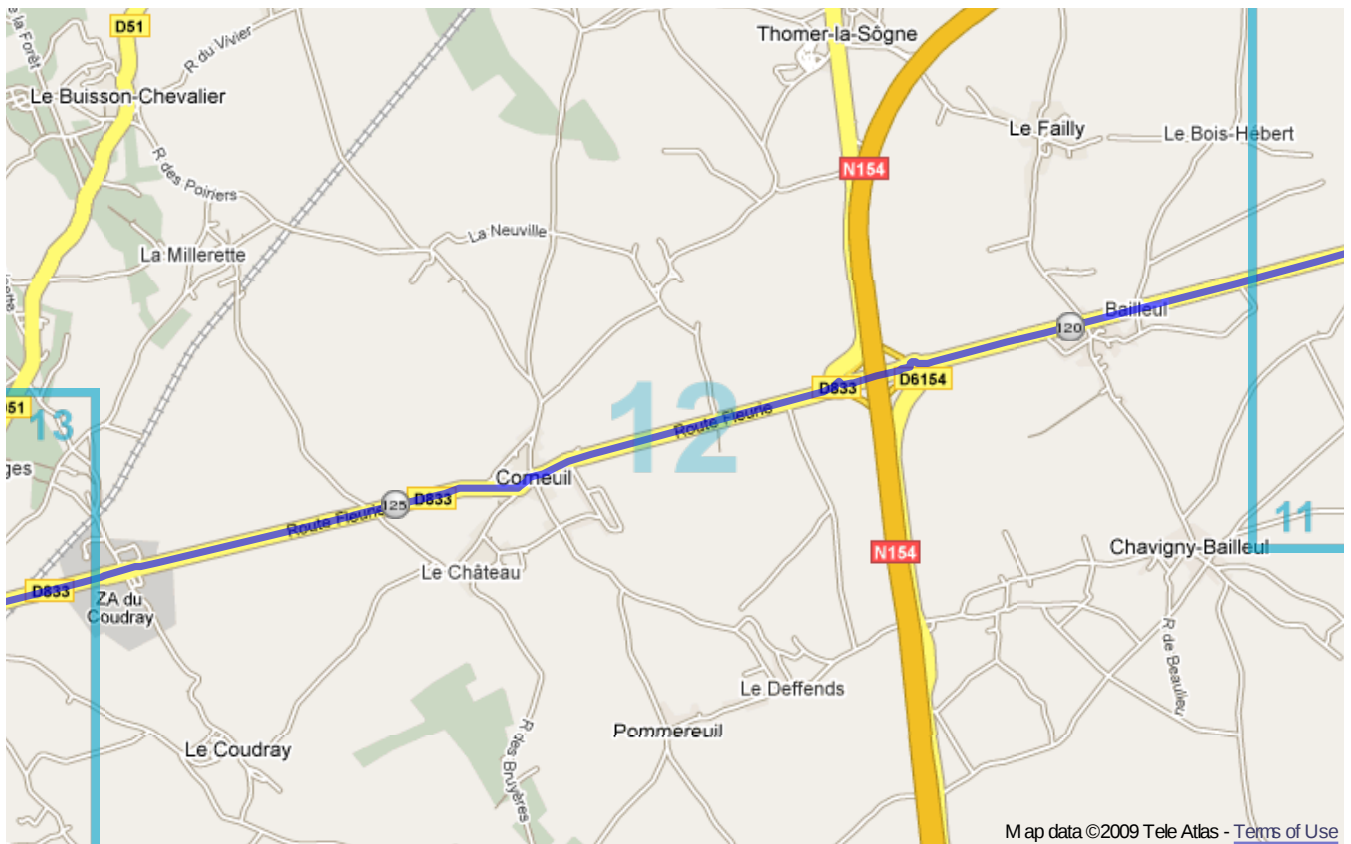 D51
R du Vivier
Thomer-la-Sôgne
Le Buisson-Chevalier
Le Failly
Le Bois-Hébert
N154
R des Poiriers
La Neuville
La Millerette
Bailleul
120
D833
D6154
12
51
13
Route Fleurie
Corneuil
125
D833
Route Fleurie
11
N154
Chavigny-Bailleul
Le Château
D833
ZA du
Coudray
R de Beaulieu
Le Deffends
Pommereuil
Le Coudray
R des Bruyères
Map data ©2009 Tele Atlas - Terms of Use